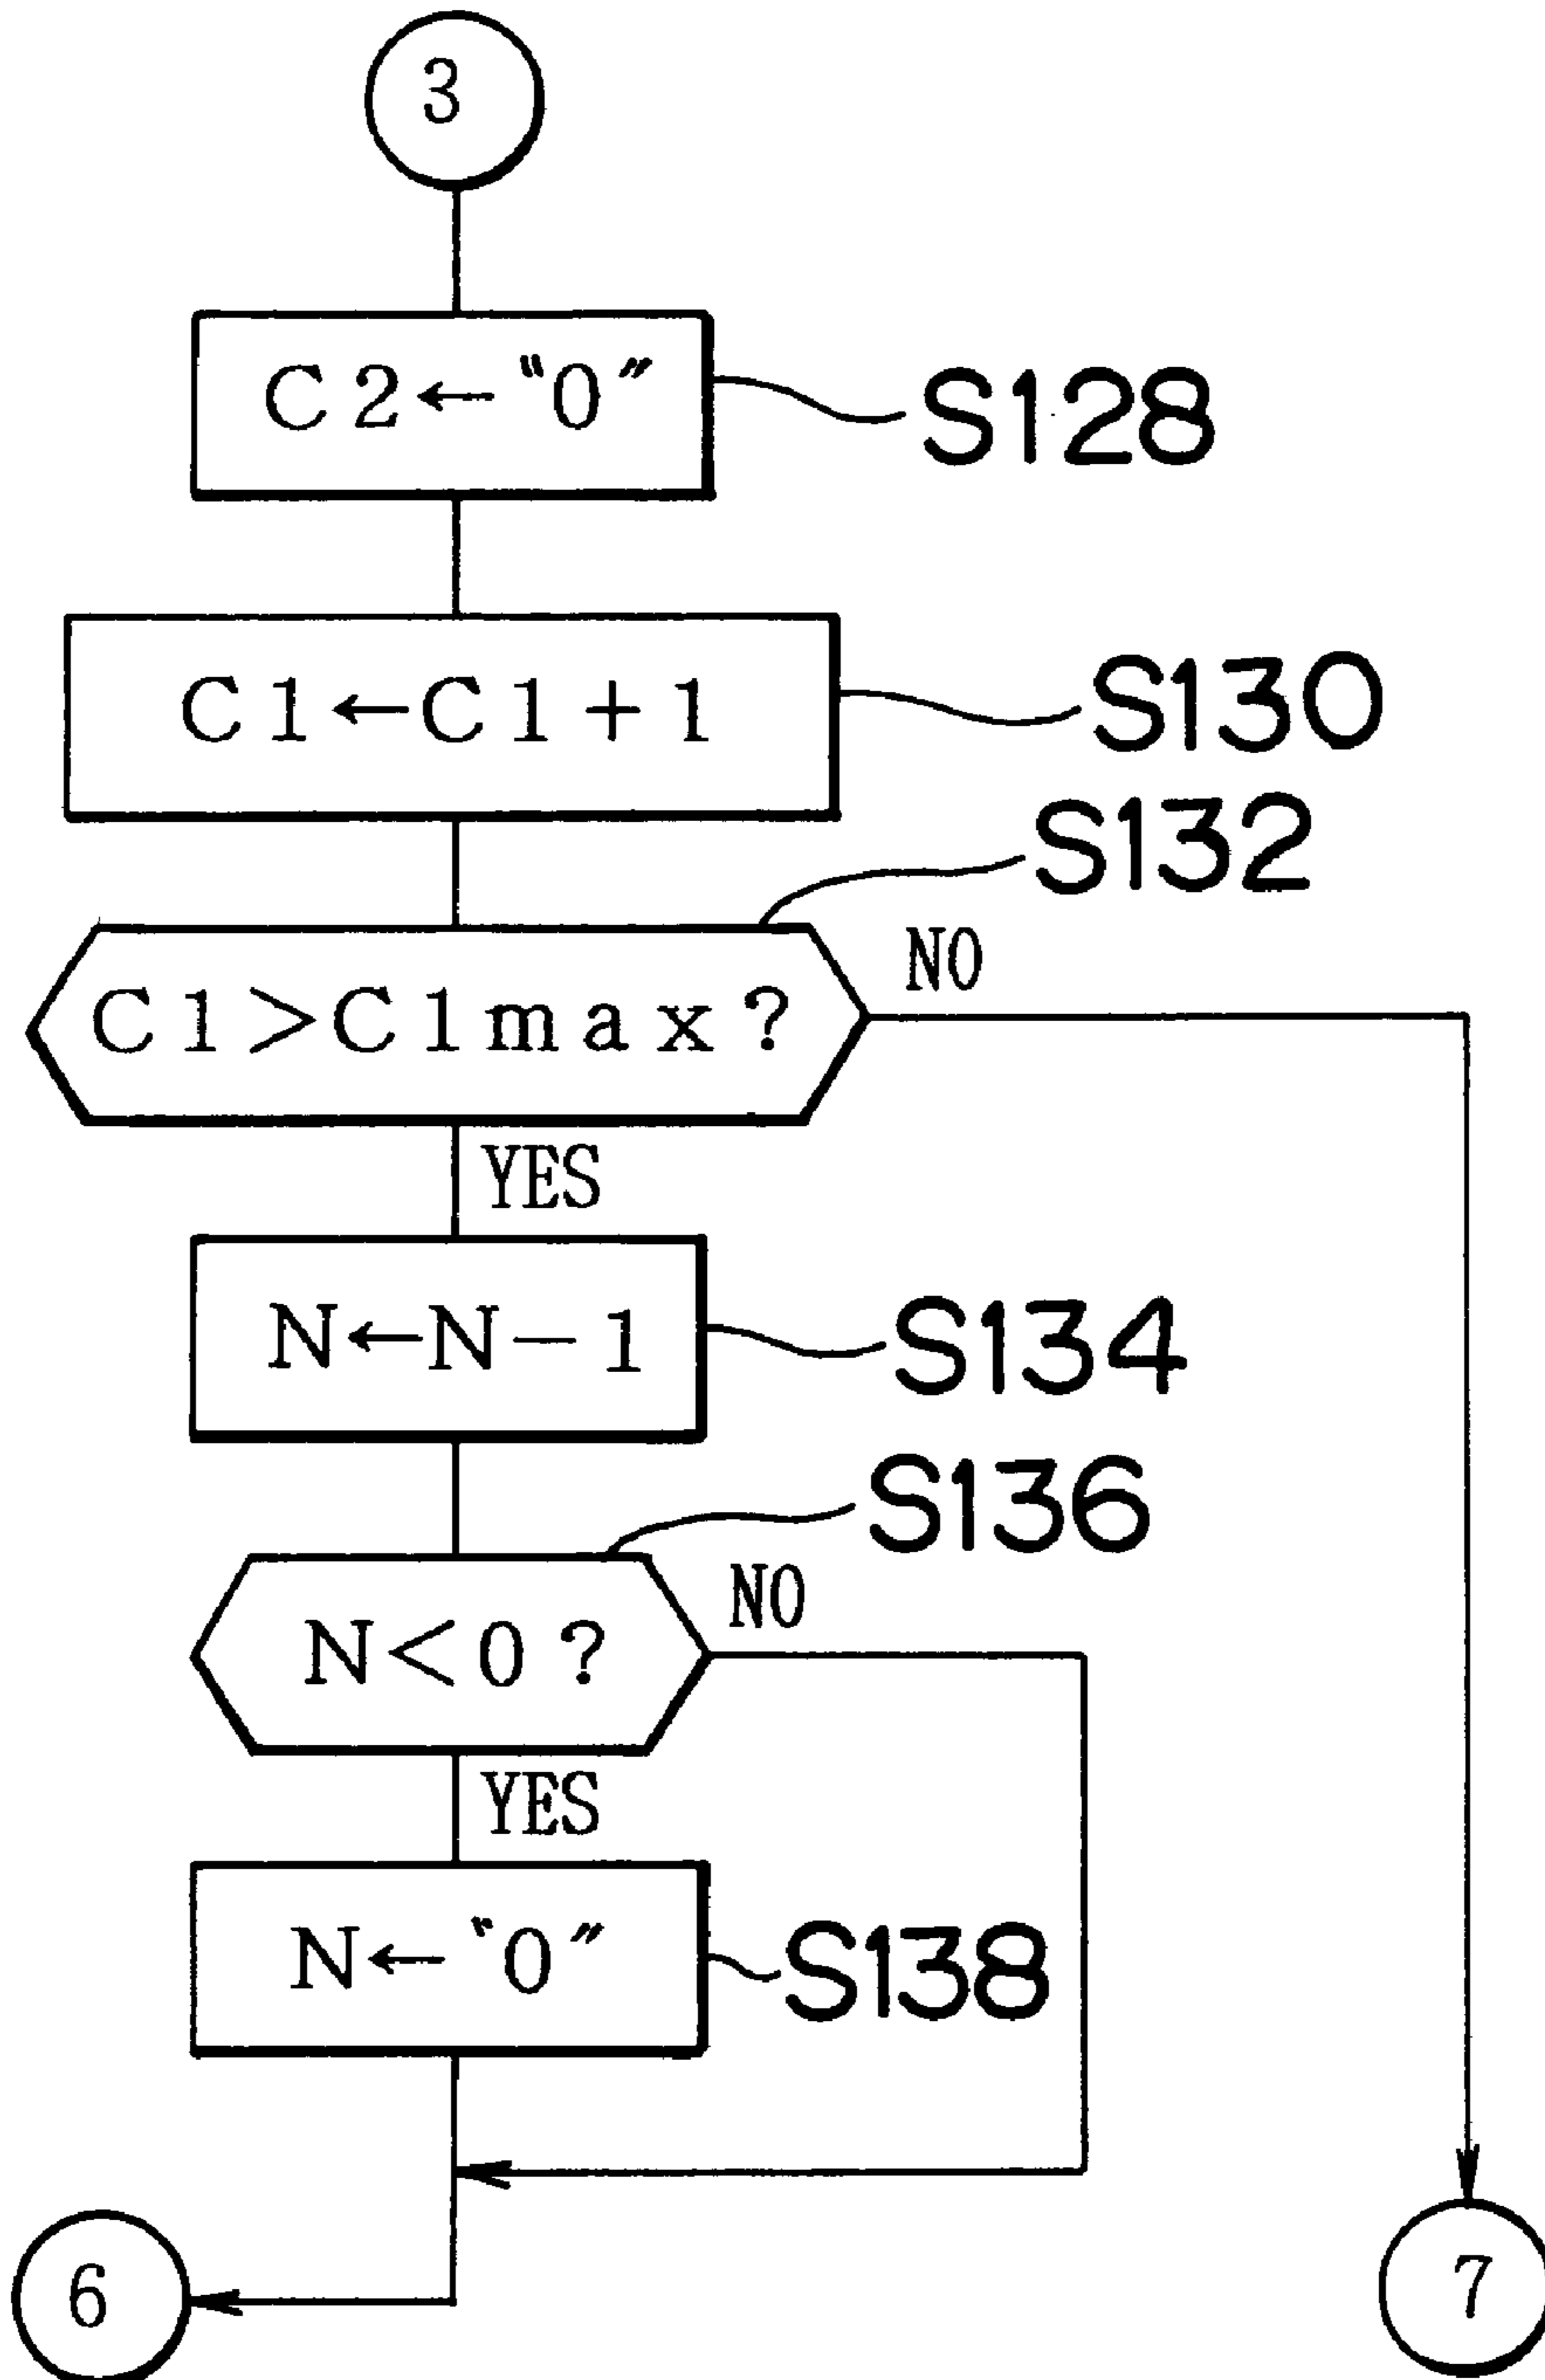 3
C2←“0” S128
C1←C1+1 S130
S132
C1>C1max? NO
YES
N←N-1 S134
S136
N<0? NO
YES
N←“0” S138
6 7